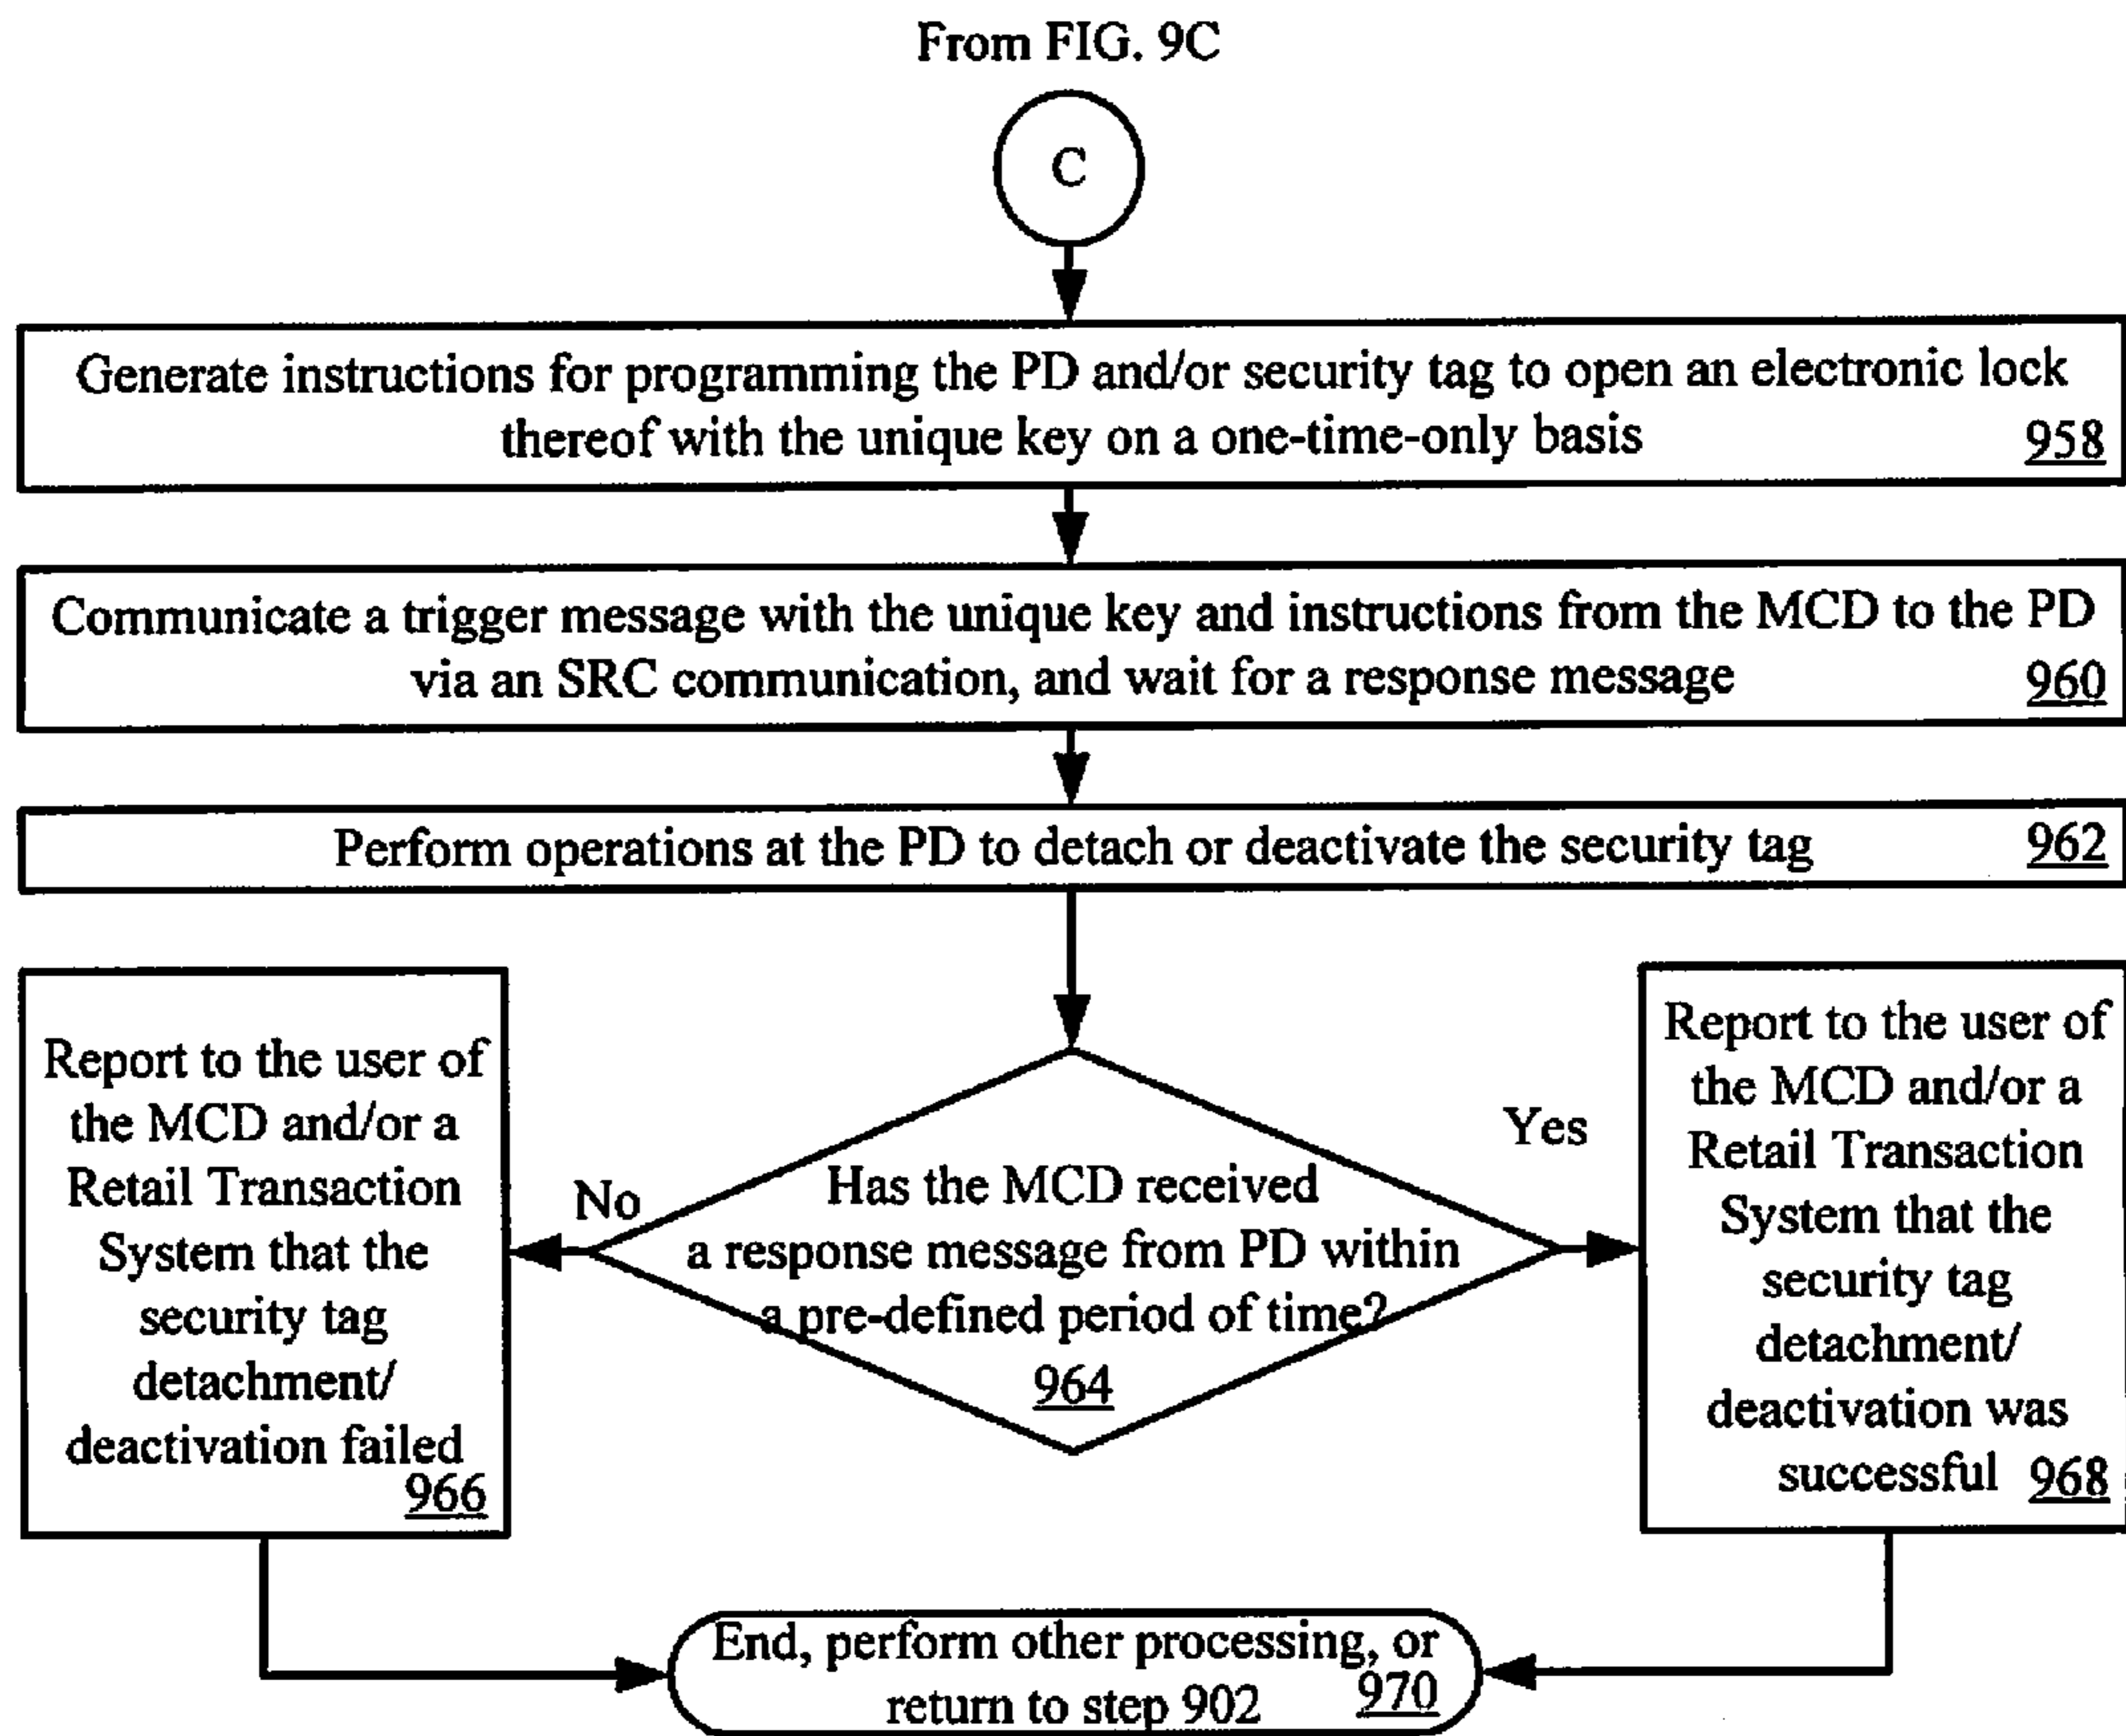 From FIG. 9C
C
Generate instructions for programming the PD and/or security tag to open an electronic lock
thereof with the unique key on a one-time-only basis
958
Communicate a trigger message with the unique key and instructions from the MCD to the PD
via an SRC communication, and wait for a response message
960
Perform operations at the PD to detach or deactivate the security tag
962
Report to the user of
the MCD and/or a
Retail Transaction
System that the
security tag
detachment/
deactivation failed
966
No
Has the MCD received
a response message from PD within
a pre-defined period of time?
964
Yes
Report to the user of
the MCD and/or a
Retail Transaction
System that the
security tag
detachment/
deactivation was
successful 968
End, perform other processing, or
return to step 902
970